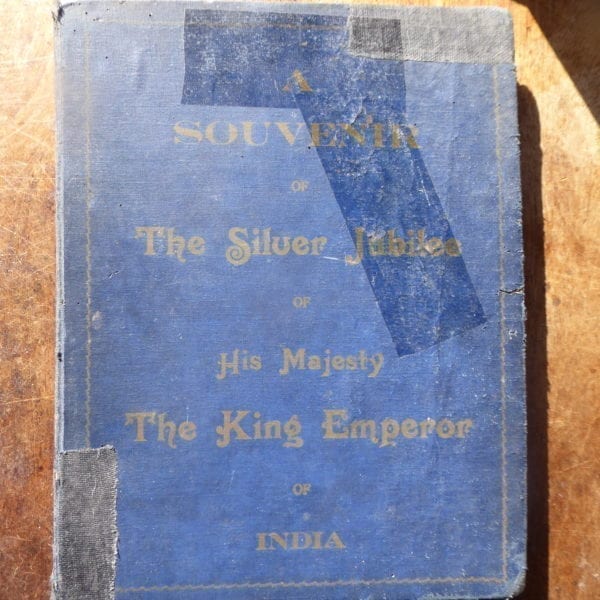 A
SOUVENIR
OF
The Silver Jubilee
OF
His Majesty
The King Emperor
OF
INDIA